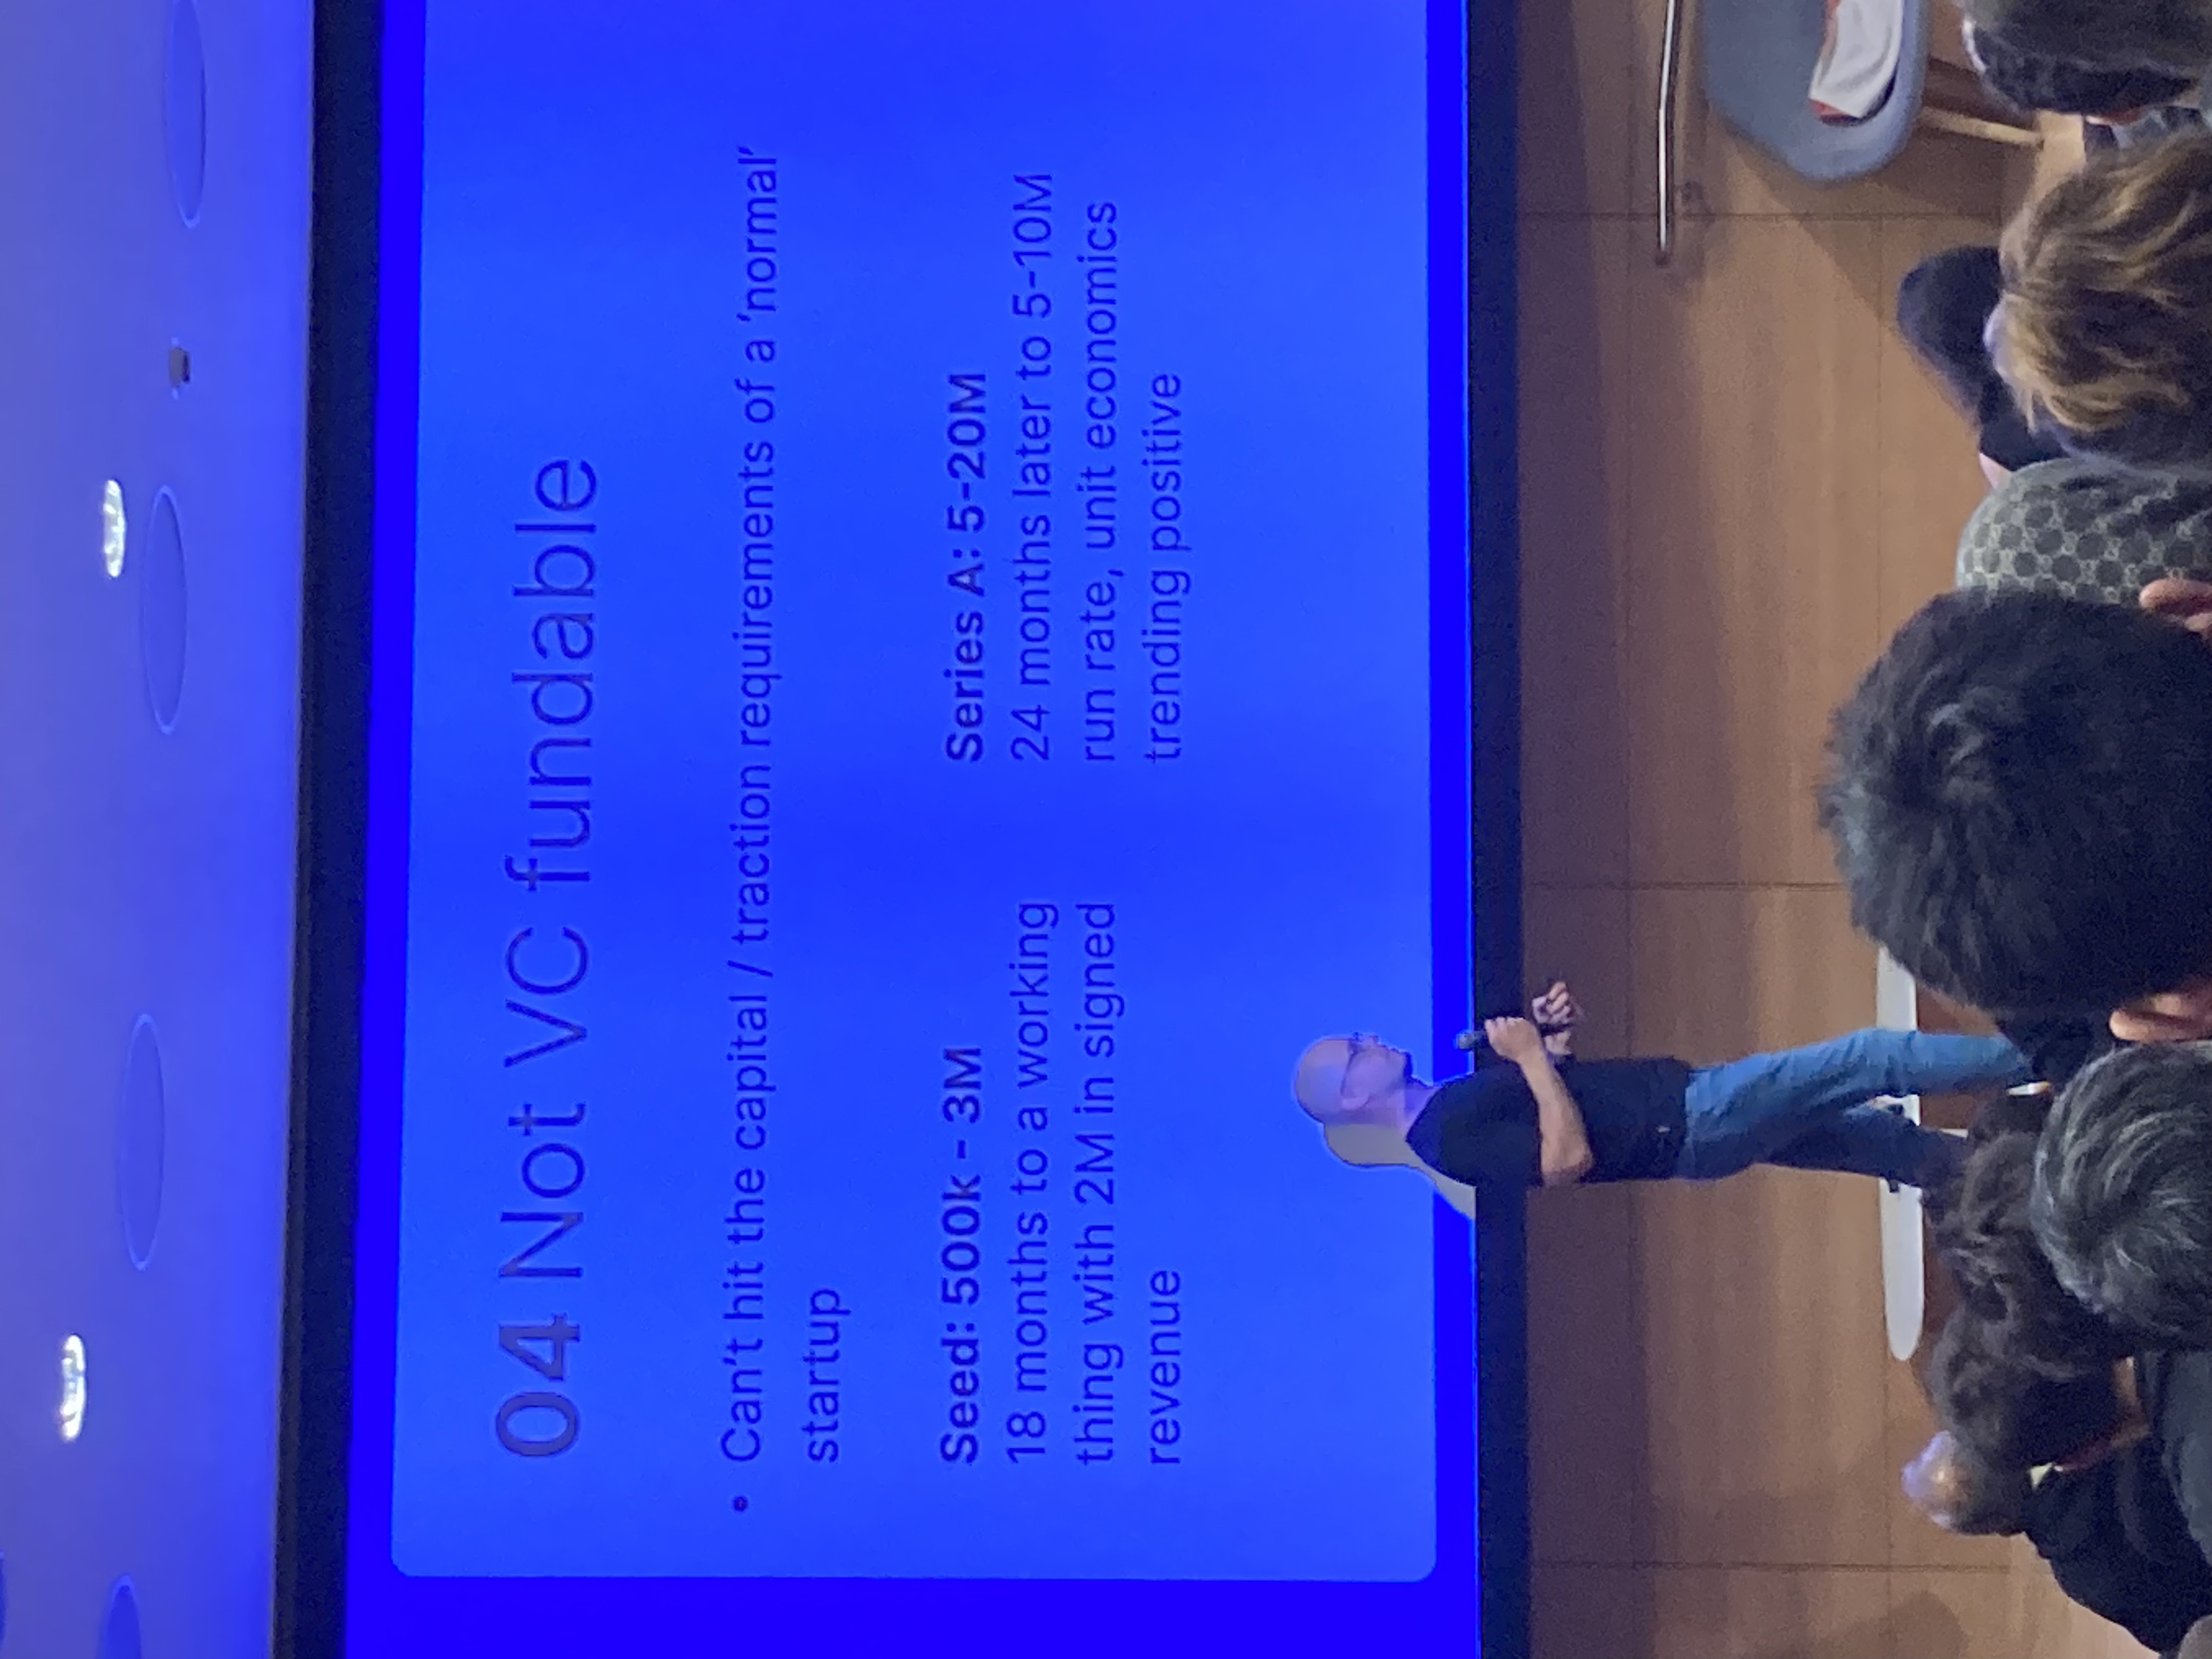 04 Not VC fundable
• Can't hit the capital / traction requirements of a ‘normal’
startup
Seed: 500k - 3M
18 months to a working
thing with 2M in signed
revenue
Series A: 5-20M
24 months later to 5-10M
run rate, unit economics
trending positive